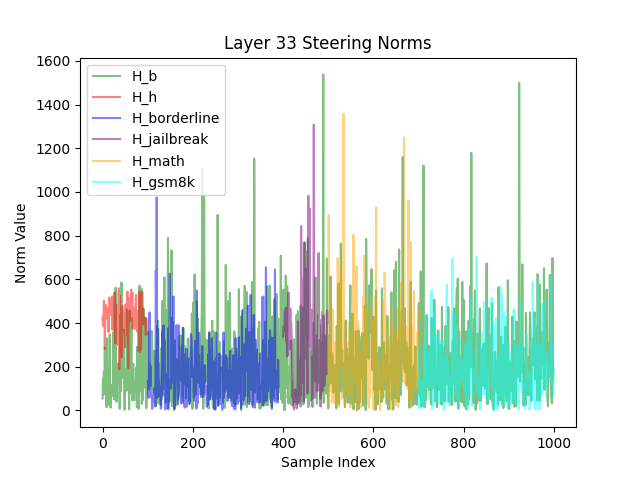 Layer 33 Steering Norms
1600
1400
1200
1000
800
600
400
200
0
Norm Value
H_b
H_h
H_borderline
H_jailbreak
H_math
H_gsm8k
0
200
400
600
800
1000
Sample Index